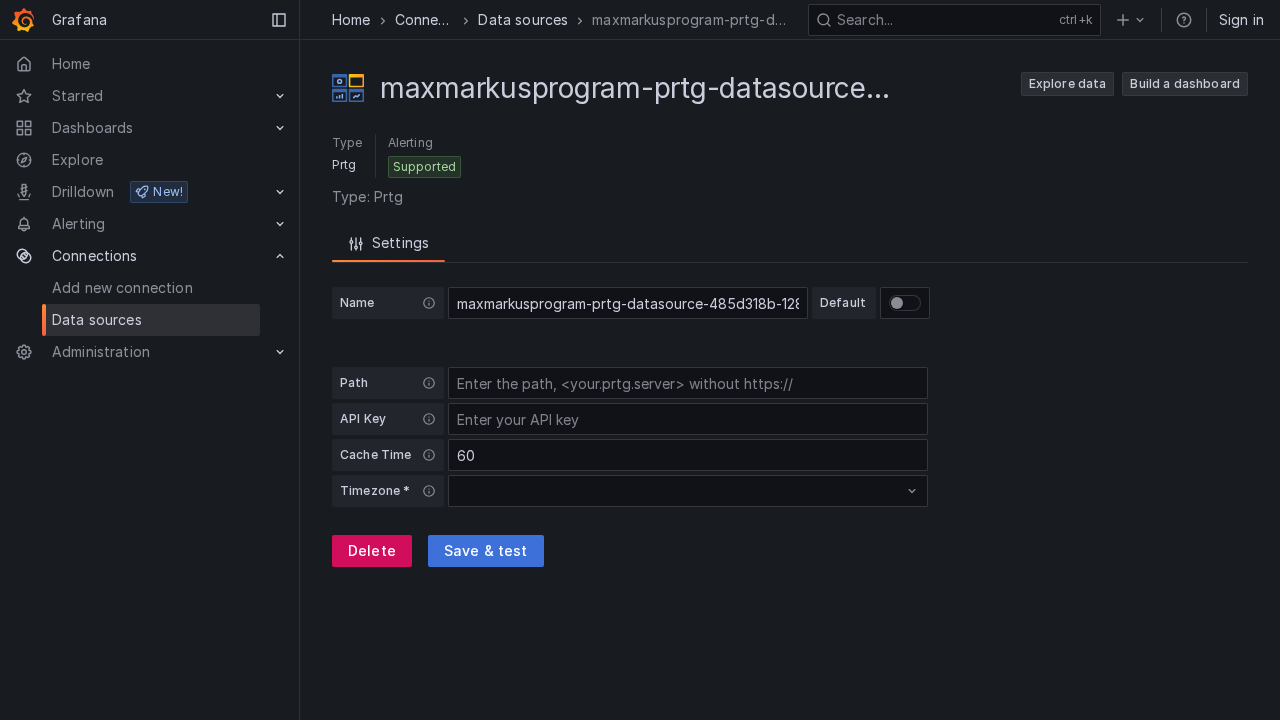 Grafana
Home
Starred
Dashboards
Explore
Drilldown
New!
Alerting
Connections
Add new connection
Data sources
Administration
Home > Conne... > Data sources > maxmarkusprogram-prtg-d...
Search...
ctrl+k
Sign in
maxmarkusprogram-prtg-datasource...
Explore data
Build a dashboard
Type
Prtg
Alerting
Supported
Type: Prtg
Settings
Name
maxmarkusprogram-prtg-datasource-485d318b-128
Default
Path
Enter the path, <your.prtg.server> without https://
API Key
Enter your API key
Cache Time
60
Timezone *
Delete
Save & test